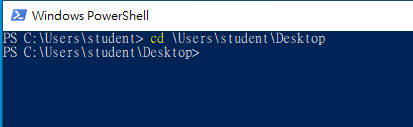 Windows PowerShell
PS C:\Users\student> cd \Users\student\Desktop
PS C:\Users\student\Desktop>